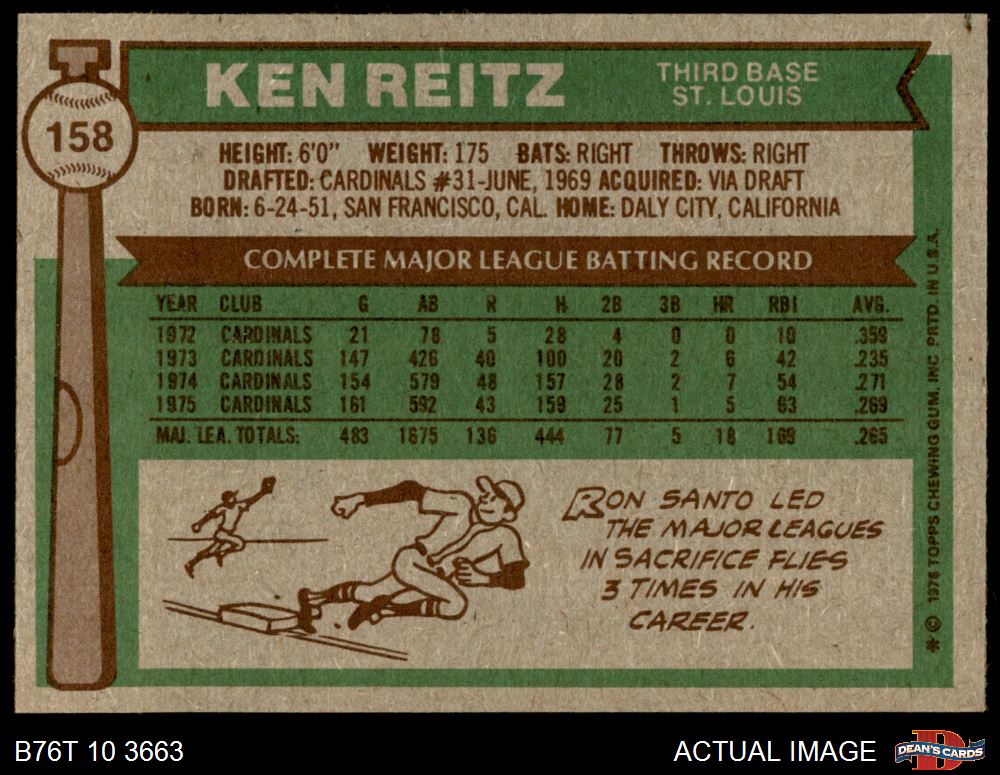 158
KEN REITZ
THIRD BASE
ST. LOUIS
HEIGHT: 6'0" WEIGHT: 175 BATS: RIGHT THROWS: RIGHT
DRAFTED: CARDINALS #31-JUNE, 1969 ACQUIRED: VIA DRAFT
BORN: 6-24-51, SAN FRANCISCO, CAL. HOME: DALY CITY, CALIFORNIA
COMPLETE MAJOR LEAGUE BATTING RECORD
YEAR CLUB G AB R H 2B 3B HR RBI AVG.
1972 CARDINALS 21 78 5 28 4 0 0 10 .359
1973 CARDINALS 147 426 40 100 20 2 6 42 .235
1974 CARDINALS 154 579 48 157 28 2 7 54 .271
1975 CARDINALS 161 592 43 159 25 1 5 63 .269
MAJ. LEA. TOTALS: 483 1675 136 444 77 5 18 169 .265
RON SANTO LED
THE MAJOR LEAGUES
IN SACRIFICE FLIES
3 TIMES IN HIS
CAREER.
* © 1976 TOPPS CHEWING GUM, INC PRTD. IN U.S.A.
B76T 10 3663
ACTUAL IMAGE
D
DEAN'S CARDS